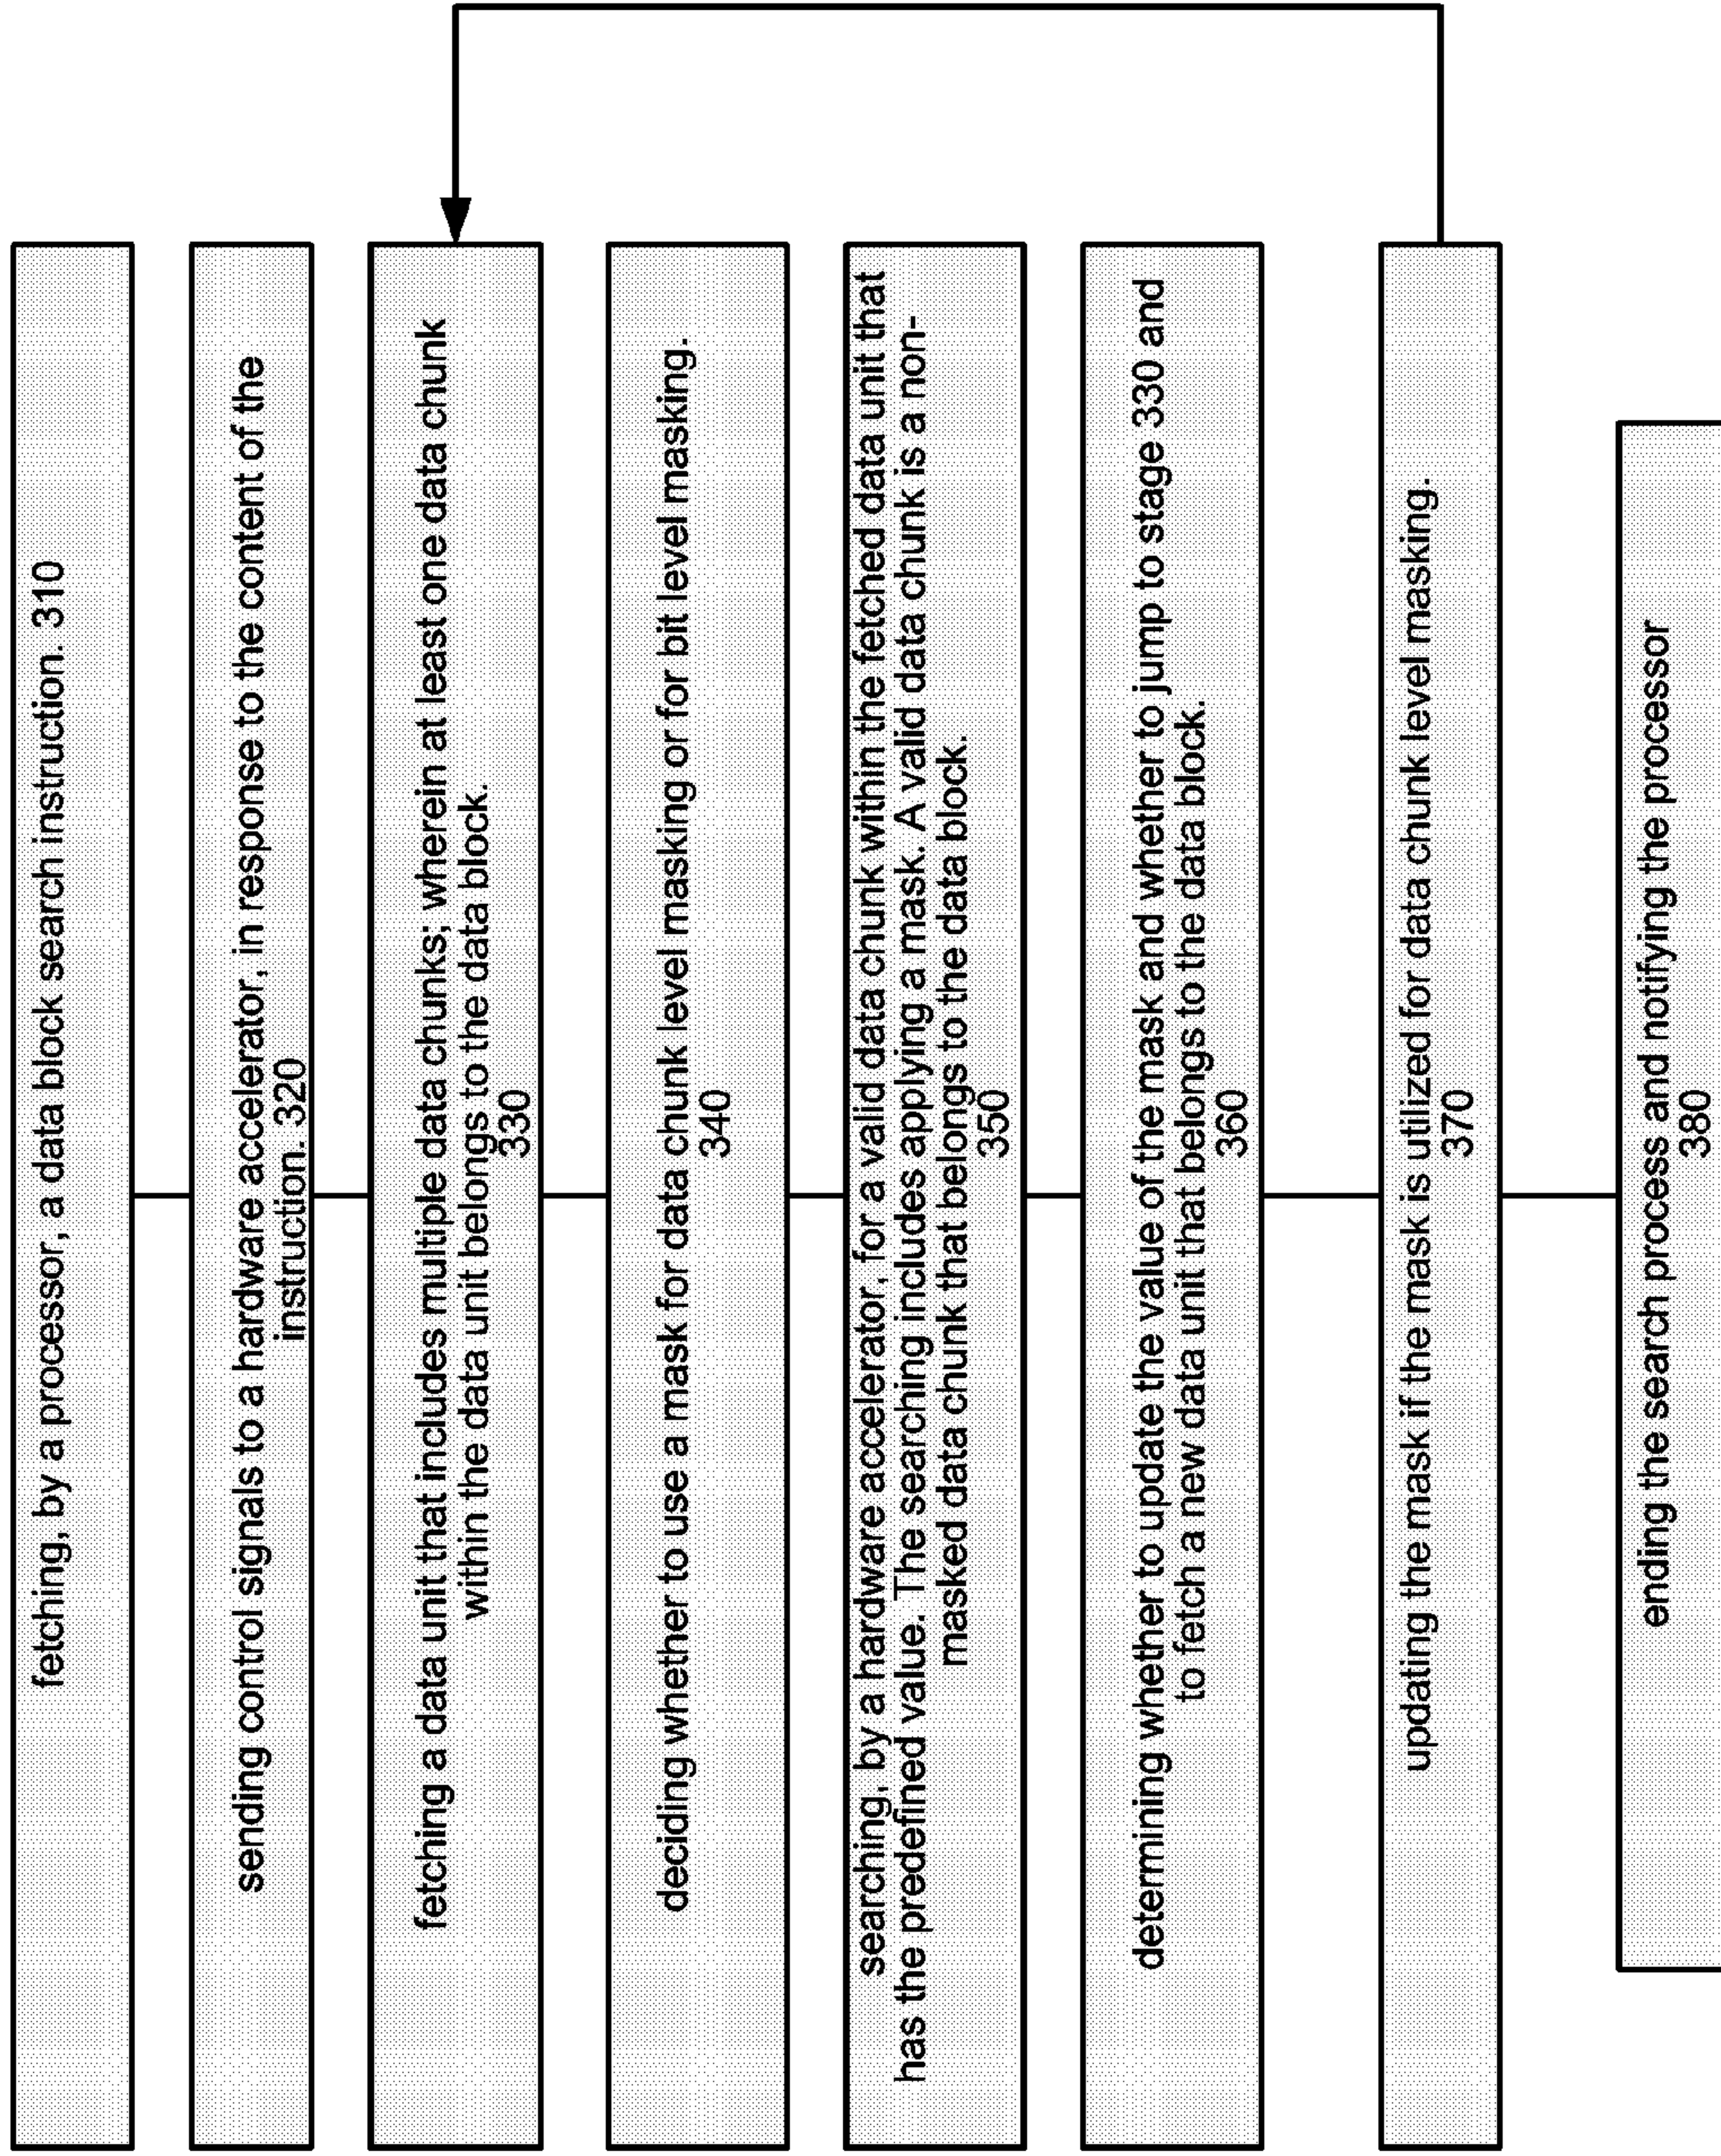 fetching, by a processor, a data block search instruction. 310
sending control signals to a hardware accelerator, in response to the content of the
instruction. 320
fetching a data unit that includes multiple data chunks; wherein at least one data chunk
within the data unit belongs to the data block.
330
deciding whether to use a mask for data chunk level masking or for bit level masking.
340
searching, by a hardware accelerator, for a valid data chunk within the fetched data unit that
has the predefined value. The searching includes applying a mask. A valid data chunk is a non-
masked data chunk that belongs to the data block.
350
determining whether to update the value of the mask and whether to jump to stage 330 and
to fetch a new data unit that belongs to the data block.
360
updating the mask if the mask is utilized for data chunk level masking.
370
ending the search process and notifying the processor
380